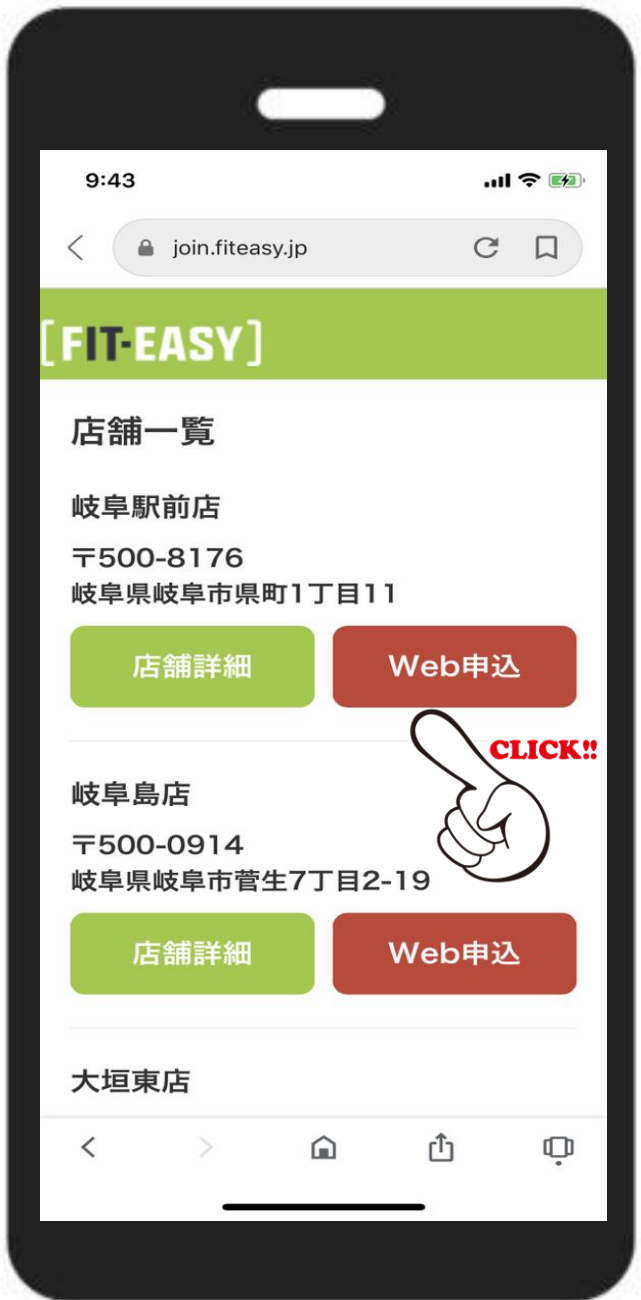 9:43
join.fiteasy.jp
[FIT-EASY]
店舗一覧
岐阜駅前店
〒500-8176
岐阜県岐阜市県町1丁目11
店舗詳細
Web申込
CLICK!!
岐阜島店
〒500-0914
岐阜県岐阜市菅生7丁目2-19
店舗詳細
Web申込
大垣東店